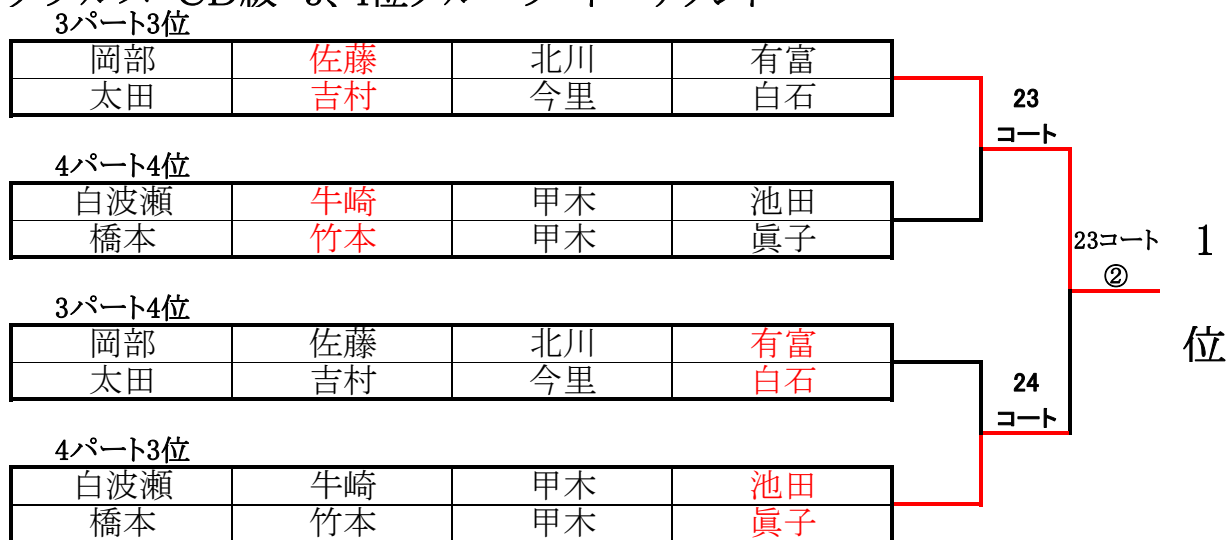 3パート3位
岡部 佐藤 北川 有富
太田 吉村 今里 白石
23
コート
4パート4位
白波瀬 牛崎 甲木 池田
橋本 竹本 甲木 眞子
23コート
②
1
位
3パート4位
岡部 佐藤 北川 有富
太田 吉村 今里 白石
24
コート
4パート3位
白波瀬 牛崎 甲木 池田
橋本 竹本 甲木 眞子